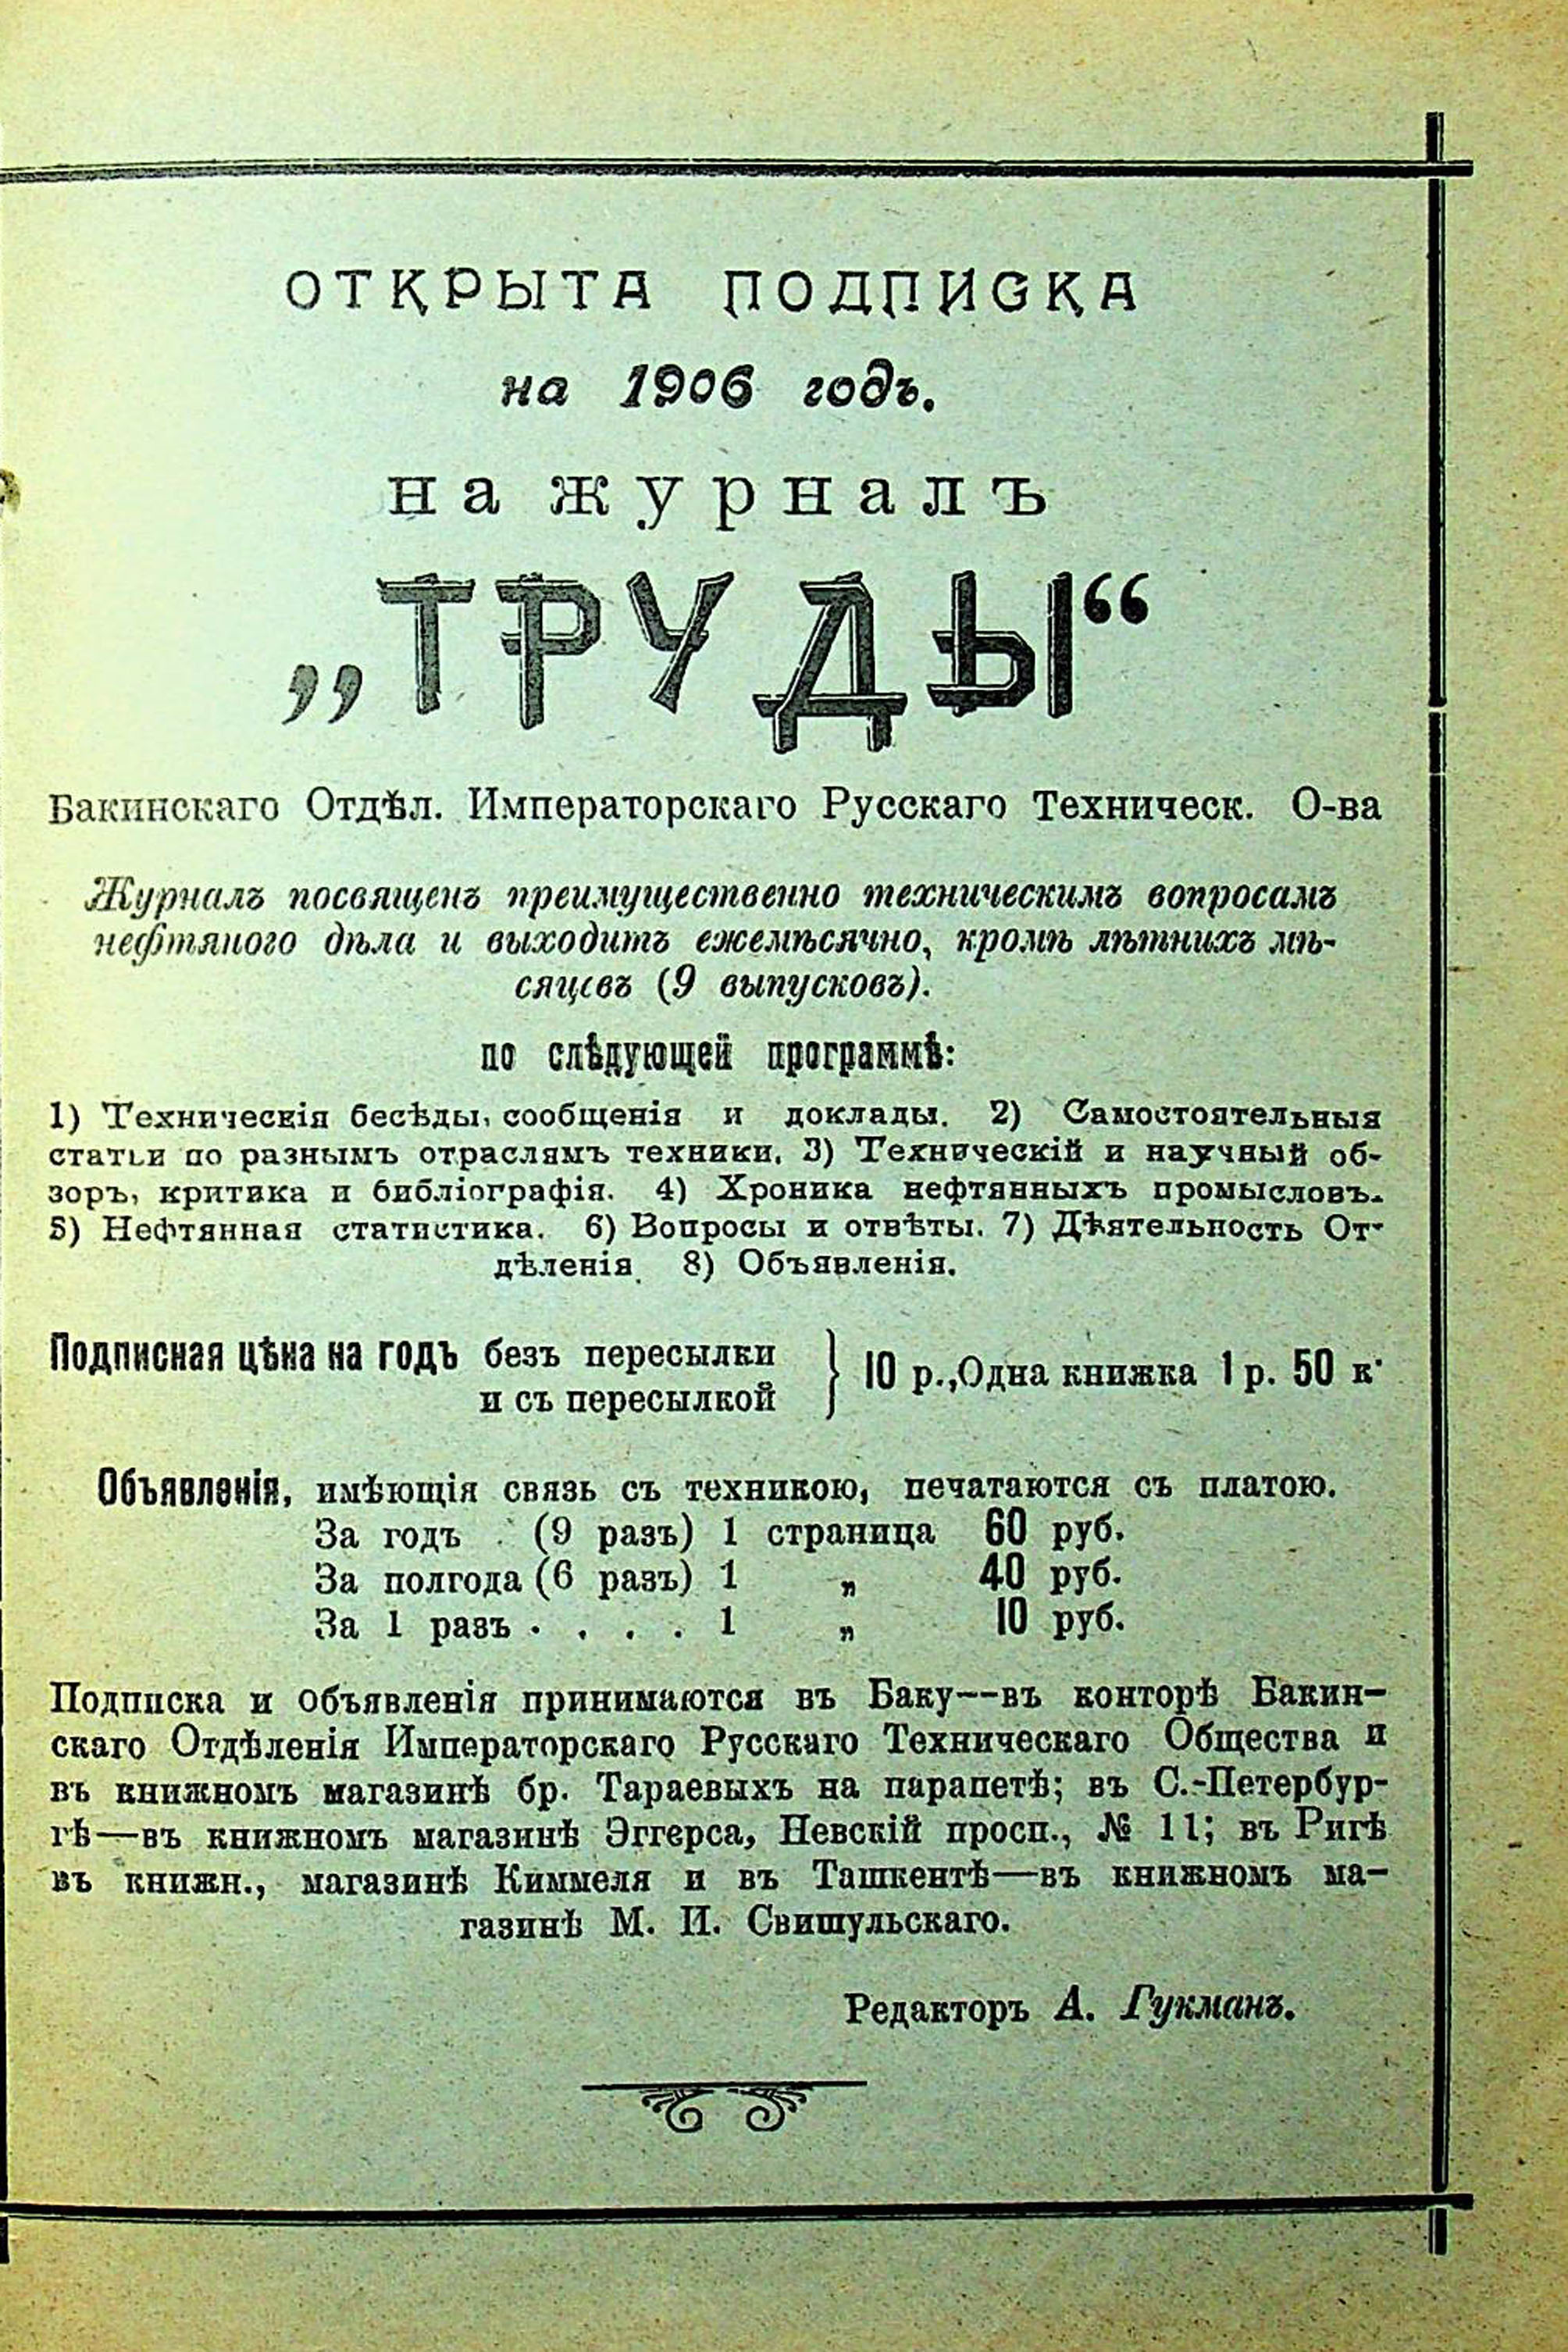 ОТКРЫТА ПОДПИСКА
на 1906 годъ.
на журналъ
„ТРУДЫ“
Бакинскаго Отдѣл. Императорскаго Русскаго Техническ. О-ва
Журналъ посвященъ преимущественно техническимъ вопросамъ
нефтяного дѣла и выходитъ ежемѣсячно, кромѣ лѣтнихъ мѣ-
сяцевъ (9 выпусковъ).
по слѣдующей программѣ:
1) Техническія бесѣды, сообщенія и доклады. 2) Самостоятельныя
статьи по разнымъ отраслямъ техники. 3) Техническій и научный об-
зоръ, критика и библіографія. 4) Хроника нефтянныхъ промысловъ.
5) Нефтянная статистика. 6) Вопросы и отвѣты. 7) Дѣятельность От-
дѣленія. 8) Объявленія.
Подписная цѣна на годъ безъ пересылки
и съ пересылкой } 10 р., Одна книжка 1 р. 50 к.
Объявленія, имѣющія связь съ техникою, печатаются съ платою.
За годъ . (9 разъ) 1 страница 60 руб.
За полгода (6 разъ) 1 „ 40 руб.
За 1 разъ . . . . 1 „ 10 руб.
Подписка и объявленія принимаются въ Баку——въ конторѣ Бакин-
скаго Отдѣленія Императорскаго Русскаго Техническаго Общества и
въ книжномъ магазинѣ бр. Тараевыхъ на парапетѣ; въ С.-Петербур-
гѣ—въ книжномъ магазинѣ Эггерса, Невскій просп., № 11; въ Ригѣ
въ книжн., магазинѣ Киммеля и въ Ташкентѣ—въ книжномъ ма-
газинѣ М. И. Свишульскаго.
Редакторъ А. Гукманъ.